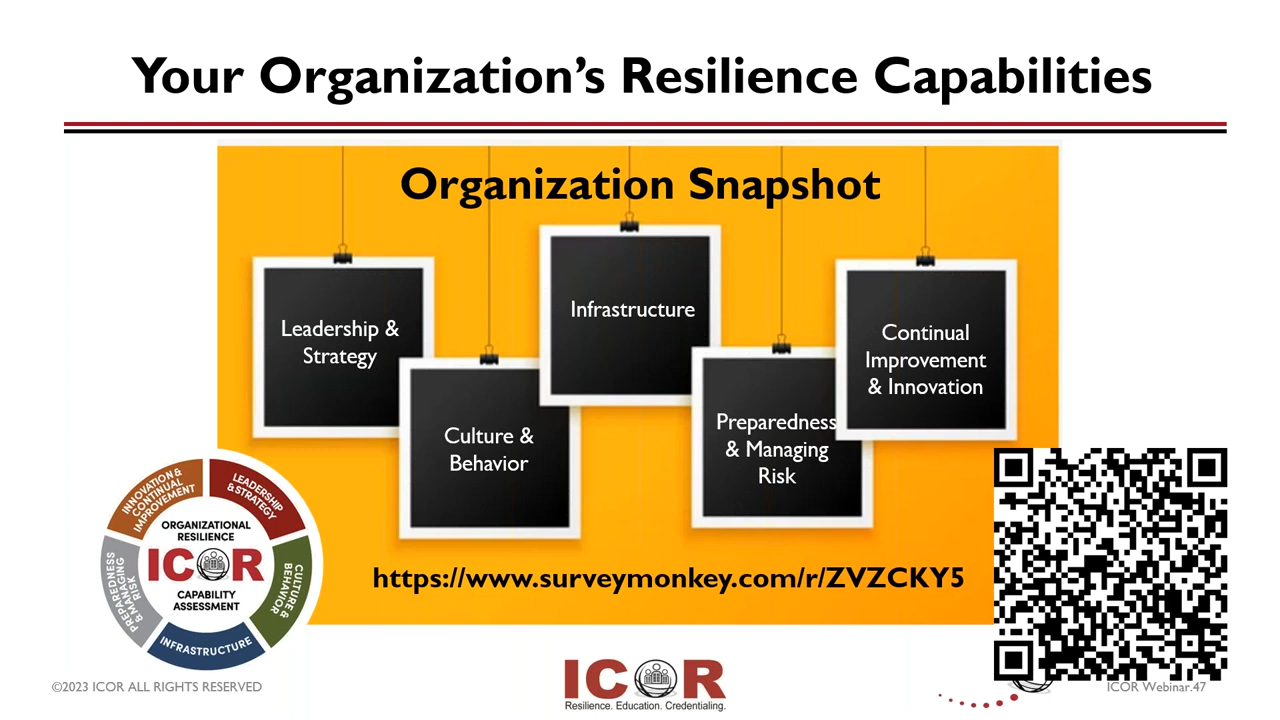 Your Organization's Resilience Capabilities
Organization Snapshot
Leadership &
Strategy
Culture &
Behavior
Infrastructure
Preparedness
& Managing
Risk
Continual
Improvement
& Innovation
https://www.surveymonkey.com/r/ZVZCKY5
INNOVATION &
CONTINUAL
IMPROVEMENT
LEADERSHIP
& STRATEGY
CULTURE &
BEHAVIOR
INFRASTRUCTURE
PREPAREDNESS
& MANAGING
RISK
ORGANIZATIONAL
RESILIENCE
ICOR
CAPABILITY
ASSESSMENT
©2023 ICOR ALL RIGHTS RESERVED
ICOR
Resilience. Education. Credentialing.
ICOR Webinar.47